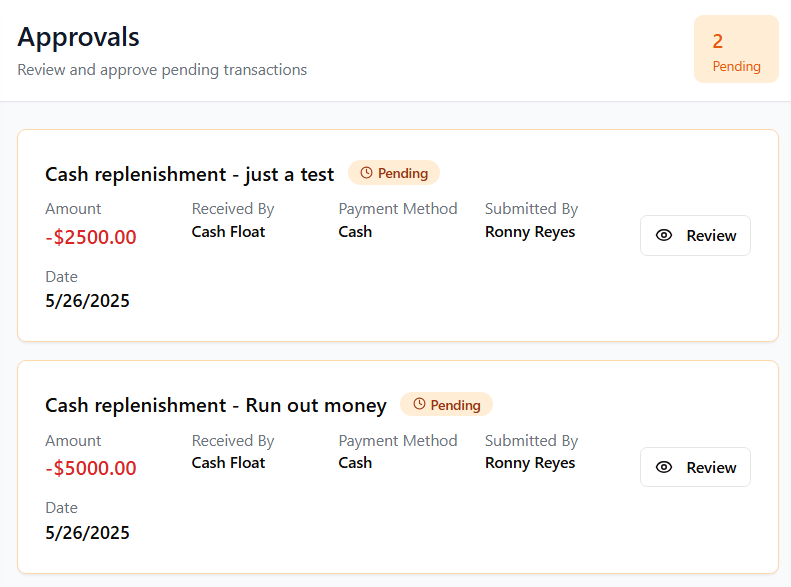 Approvals
Review and approve pending transactions
2
Pending
Cash replenishment - just a test
Pending
Amount
Received By
Payment Method
Submitted By
-$2500.00
Cash Float
Cash
Ronny Reyes
Review
Date
5/26/2025
Cash replenishment - Run out money
Pending
Amount
Received By
Payment Method
Submitted By
-$5000.00
Cash Float
Cash
Ronny Reyes
Review
Date
5/26/2025